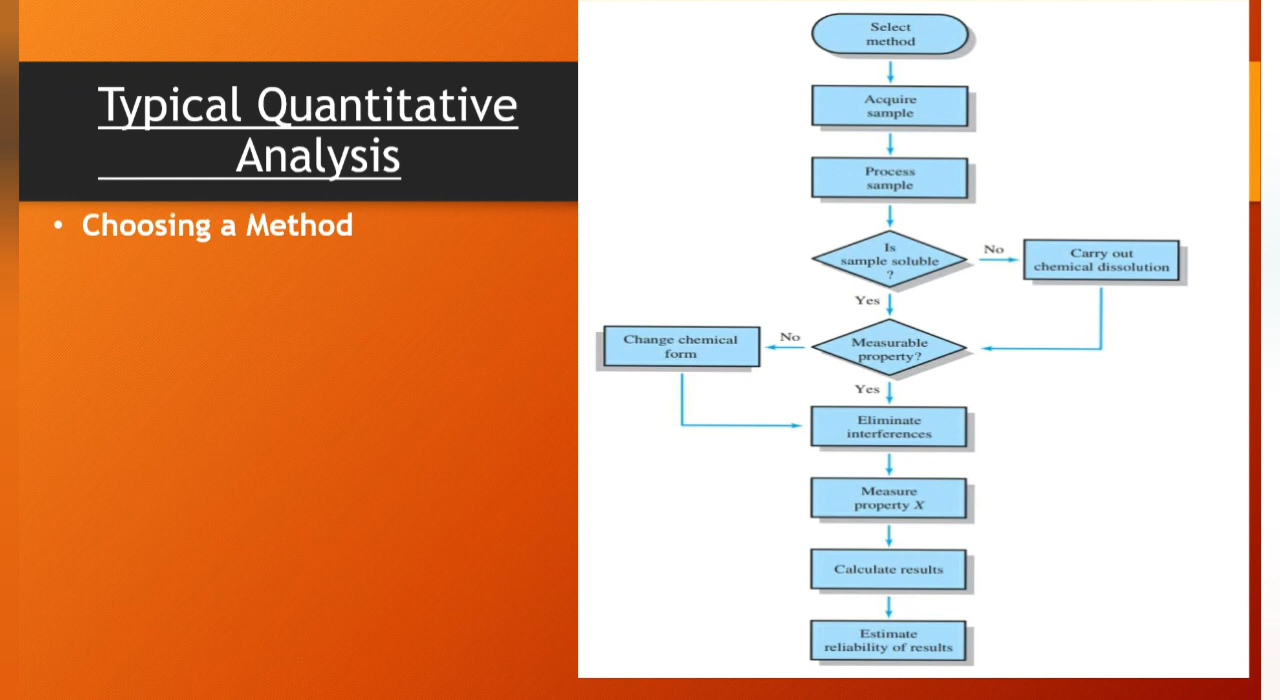 Typical Quantitative
Analysis
• Choosing a Method
Select
method
Acquire
sample
Process
sample
Is
sample soluble
?
No
Carry out
chemical dissolution
Yes
Measurable
property?
No
Change chemical
form
Yes
Eliminate
interferences
Measure
property X
Calculate results
Estimate
reliability of results